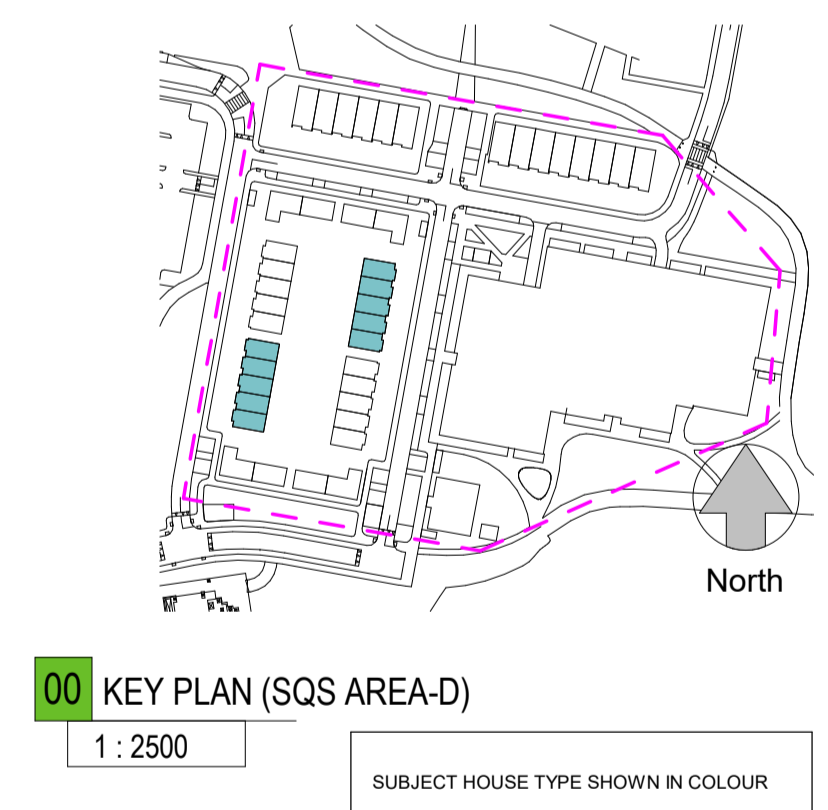 North
00 KEY PLAN (SQS AREA-D)
1 : 2500
SUBJECT HOUSE TYPE SHOWN IN COLOUR